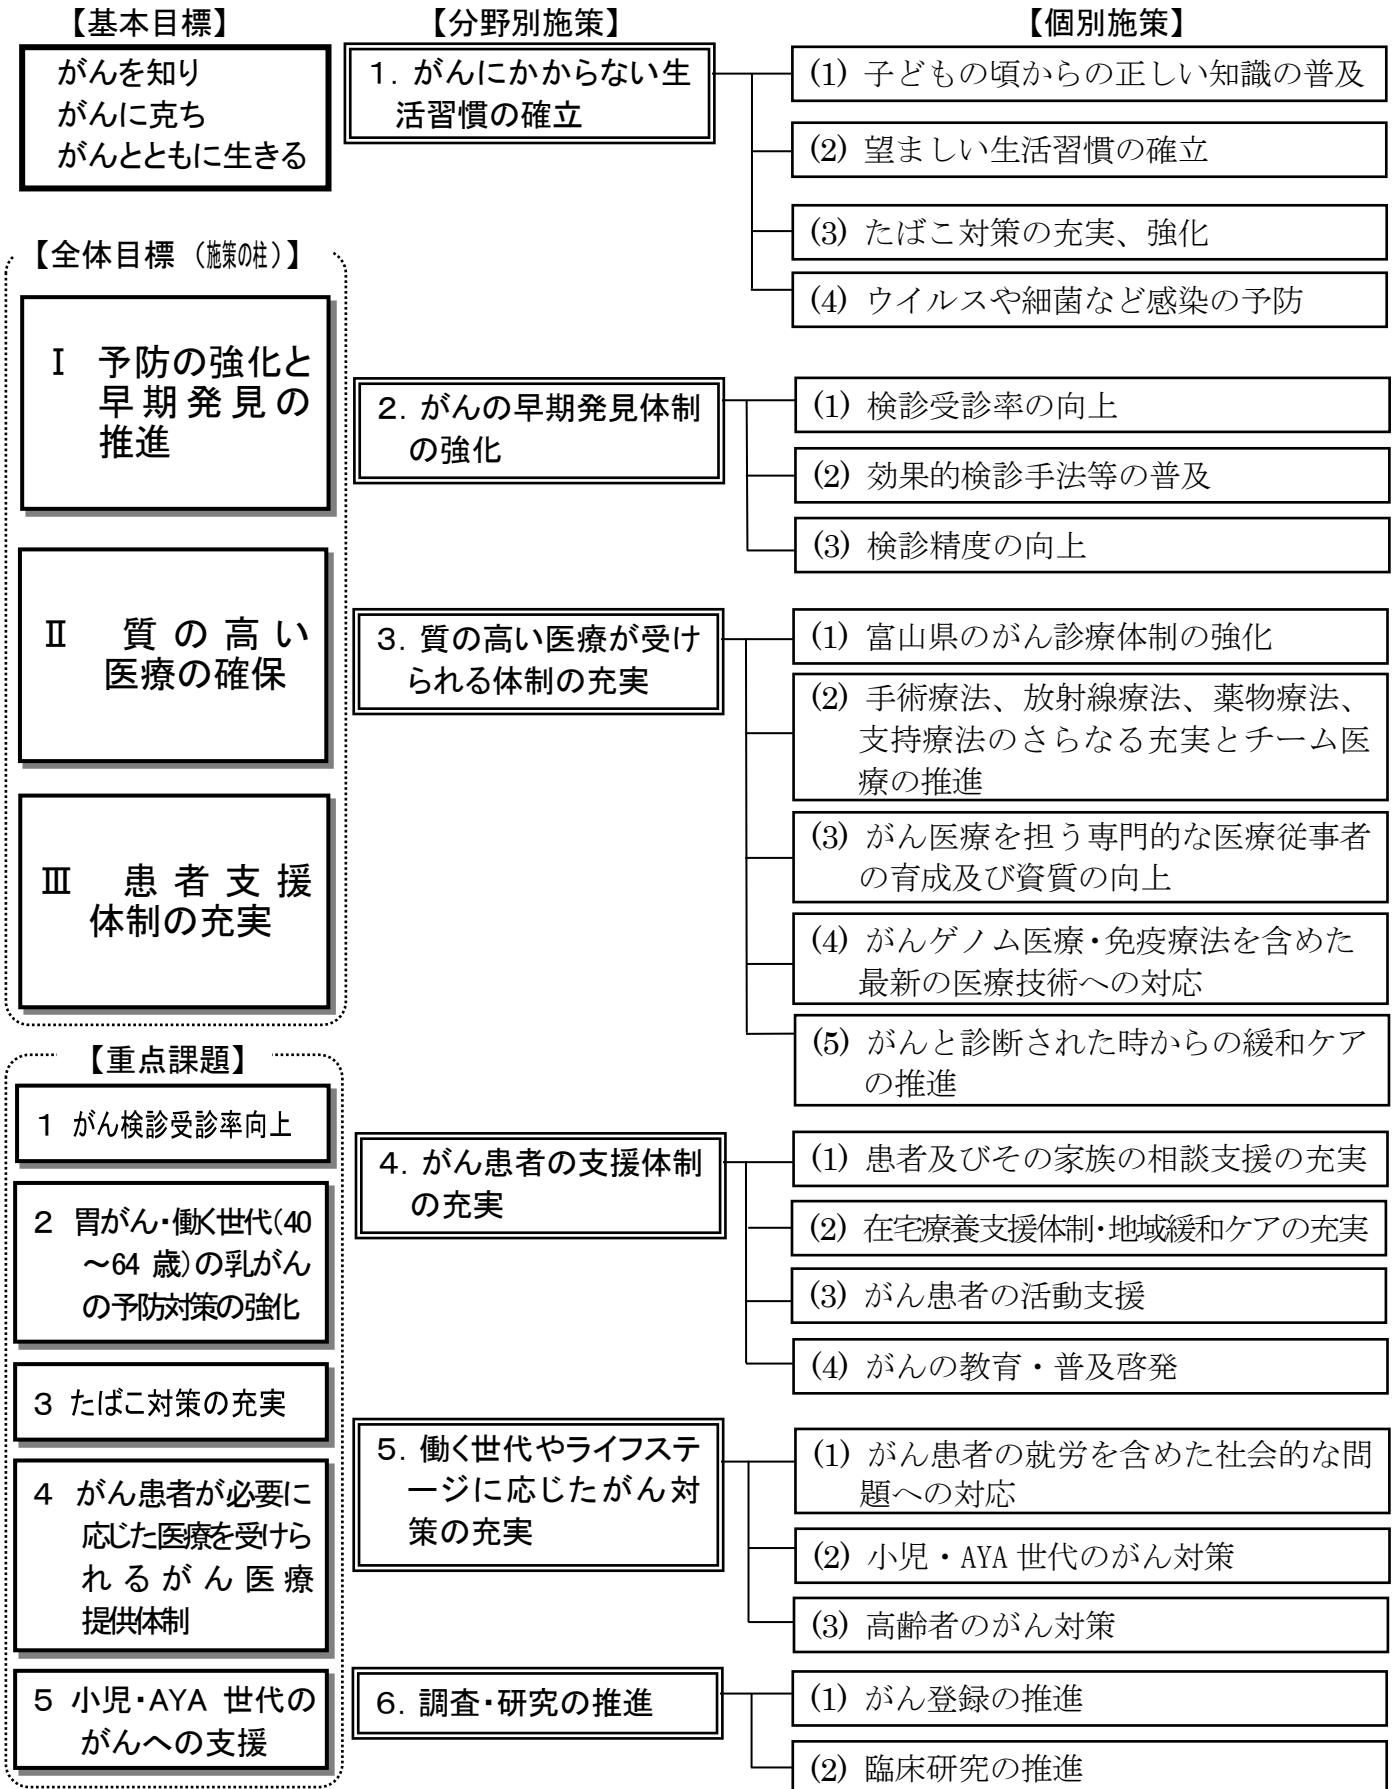 【基本目標】
がんを知り
がんに克ち
がんとともに生きる
【全体目標（施策の柱）】
Ⅰ 予防の強化と
早期発見の
推進
Ⅱ 質の高い
医療の確保
Ⅲ 患者支援
体制の充実
【重点課題】
1 がん検診受診率向上
2 胃がん・働く世代(40
～64 歳)の乳がん
の予防対策の強化
3 たばこ対策の充実
4 がん患者が必要に
応じた医療を受けら
れるがん医療
提供体制
5 小児・AYA 世代の
がんへの支援
【分野別施策】
1．がんにかからない生
活習慣の確立
2．がんの早期発見体制
の強化
3．質の高い医療が受け
られる体制の充実
4．がん患者の支援体制
の充実
5．働く世代やライフステ
ージに応じたがん対
策の充実
6．調査・研究の推進
【個別施策】
(1) 子どもの頃からの正しい知識の普及
(2) 望ましい生活習慣の確立
(3) たばこ対策の充実、強化
(4) ウイルスや細菌など感染の予防
(1) 検診受診率の向上
(2) 効果的検診手法等の普及
(3) 検診精度の向上
(1) 富山県のがん診療体制の強化
(2) 手術療法、放射線療法、薬物療法、
支持療法のさらなる充実とチーム医
療の推進
(3) がん医療を担う専門的な医療従事者
の育成及び資質の向上
(4) がんゲノム医療・免疫療法を含めた
最新の医療技術への対応
(5) がんと診断された時からの緩和ケア
の推進
(1) 患者及びその家族の相談支援の充実
(2) 在宅療養支援体制・地域緩和ケアの充実
(3) がん患者の活動支援
(4) がんの教育・普及啓発
(1) がん患者の就労を含めた社会的な問
題への対応
(2) 小児・AYA 世代のがん対策
(3) 高齢者のがん対策
(1) がん登録の推進
(2) 臨床研究の推進